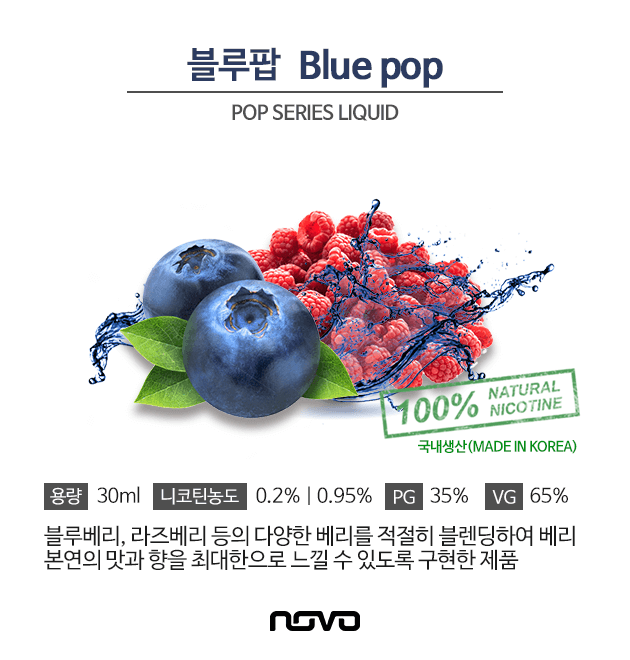 블루팝 Blue pop
POP SERIES LIQUID
100% NATURAL
NICOTINE
국내생산(MADE IN KOREA)
용량 30ml 니코틴농도 0.2% | 0.95% PG 35% VG 65%
블루베리, 라즈베리 등의 다양한 베리를 적절히 블렌딩하여 베리
본연의 맛과 향을 최대한으로 느낄 수 있도록 구현한 제품
novo